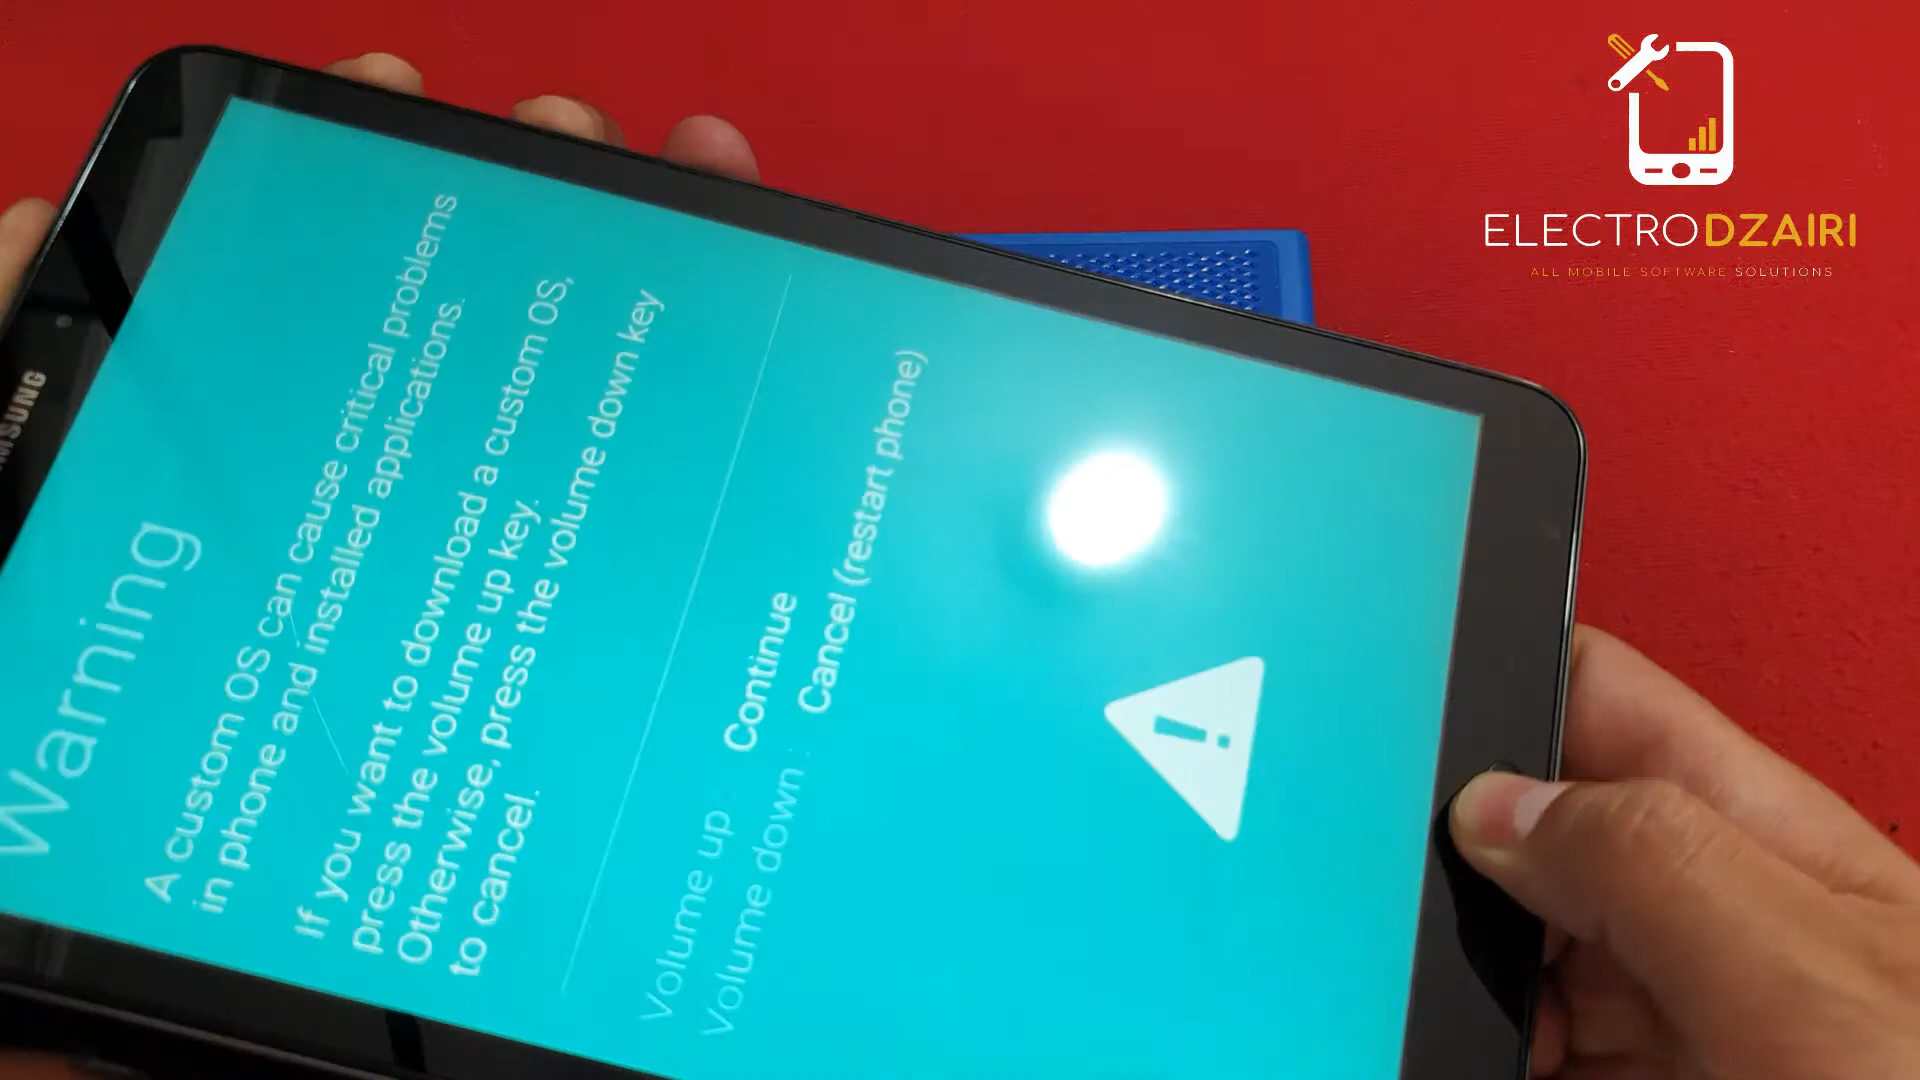 SAMSUNG
Warning
A custom OS can cause critical problems
in phone and installed applications.
If you want to download a custom OS,
press the volume up key.
Otherwise, press the volume down key
to cancel.
Volume up : Continue
Volume down : Cancel (restart phone)
ELECTRODZAIRI
ALL MOBILE SOFTWARE SOLUTIONS